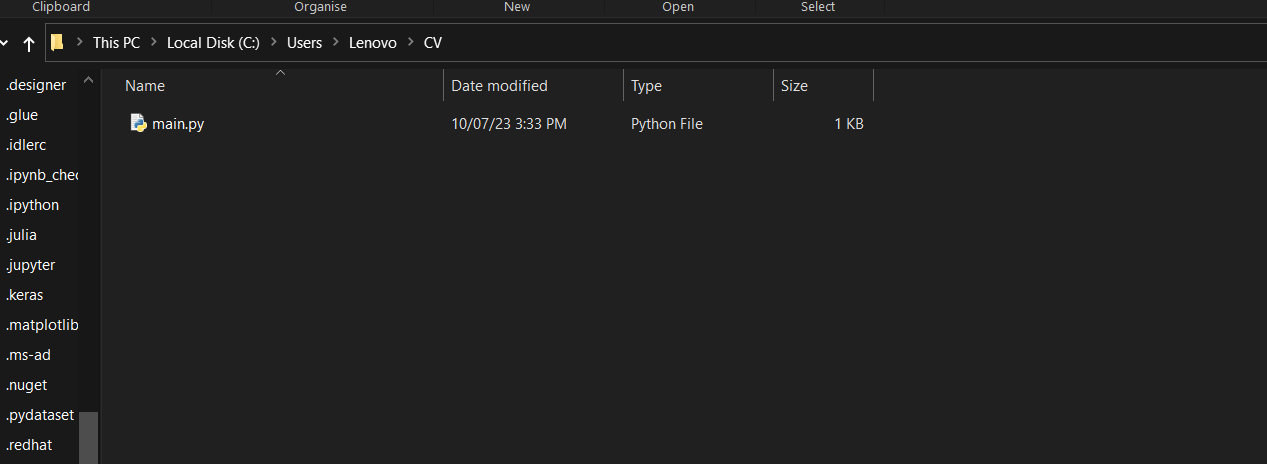 Clipboard Organise New Open Select
This PC Local Disk (C:) Users Lenovo CV
.designer
.glue
.idlerc
.ipynb_chec
.ipython
.julia
.jupyter
.keras
.matplotlib
.ms-ad
.nuget
.pydataset
.redhat
Name Date modified Type Size
main.py 10/07/23 3:33 PM Python File 1 KB